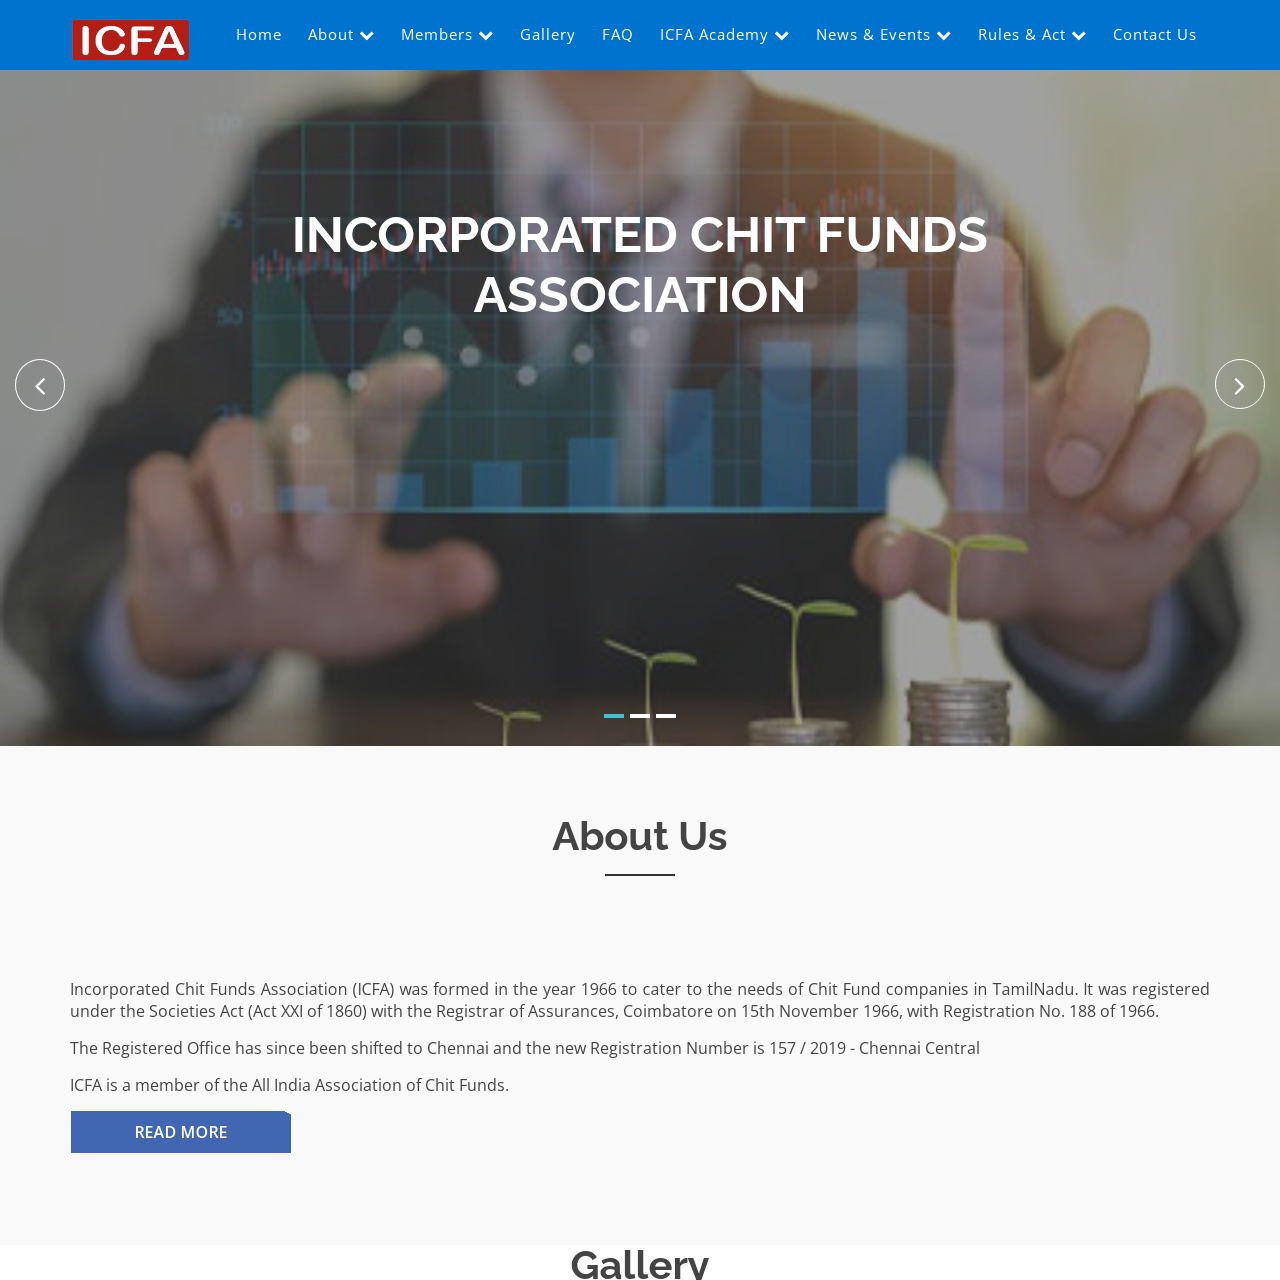 ICFA
Home About Members Gallery FAQ ICFA Academy News & Events Rules & Act Contact Us
100
75
50
25
0
INCORPORATED CHIT FUNDS
ASSOCIATION
About Us
Incorporated Chit Funds Association (ICFA) was formed in the year 1966 to cater to the needs of Chit Fund companies in TamilNadu. It was registered
under the Societies Act (Act XXI of 1860) with the Registrar of Assurances, Coimbatore on 15th November 1966, with Registration No. 188 of 1966.
The Registered Office has since been shifted to Chennai and the new Registration Number is 157 / 2019 - Chennai Central
ICFA is a member of the All India Association of Chit Funds.
READ MORE
Gallery